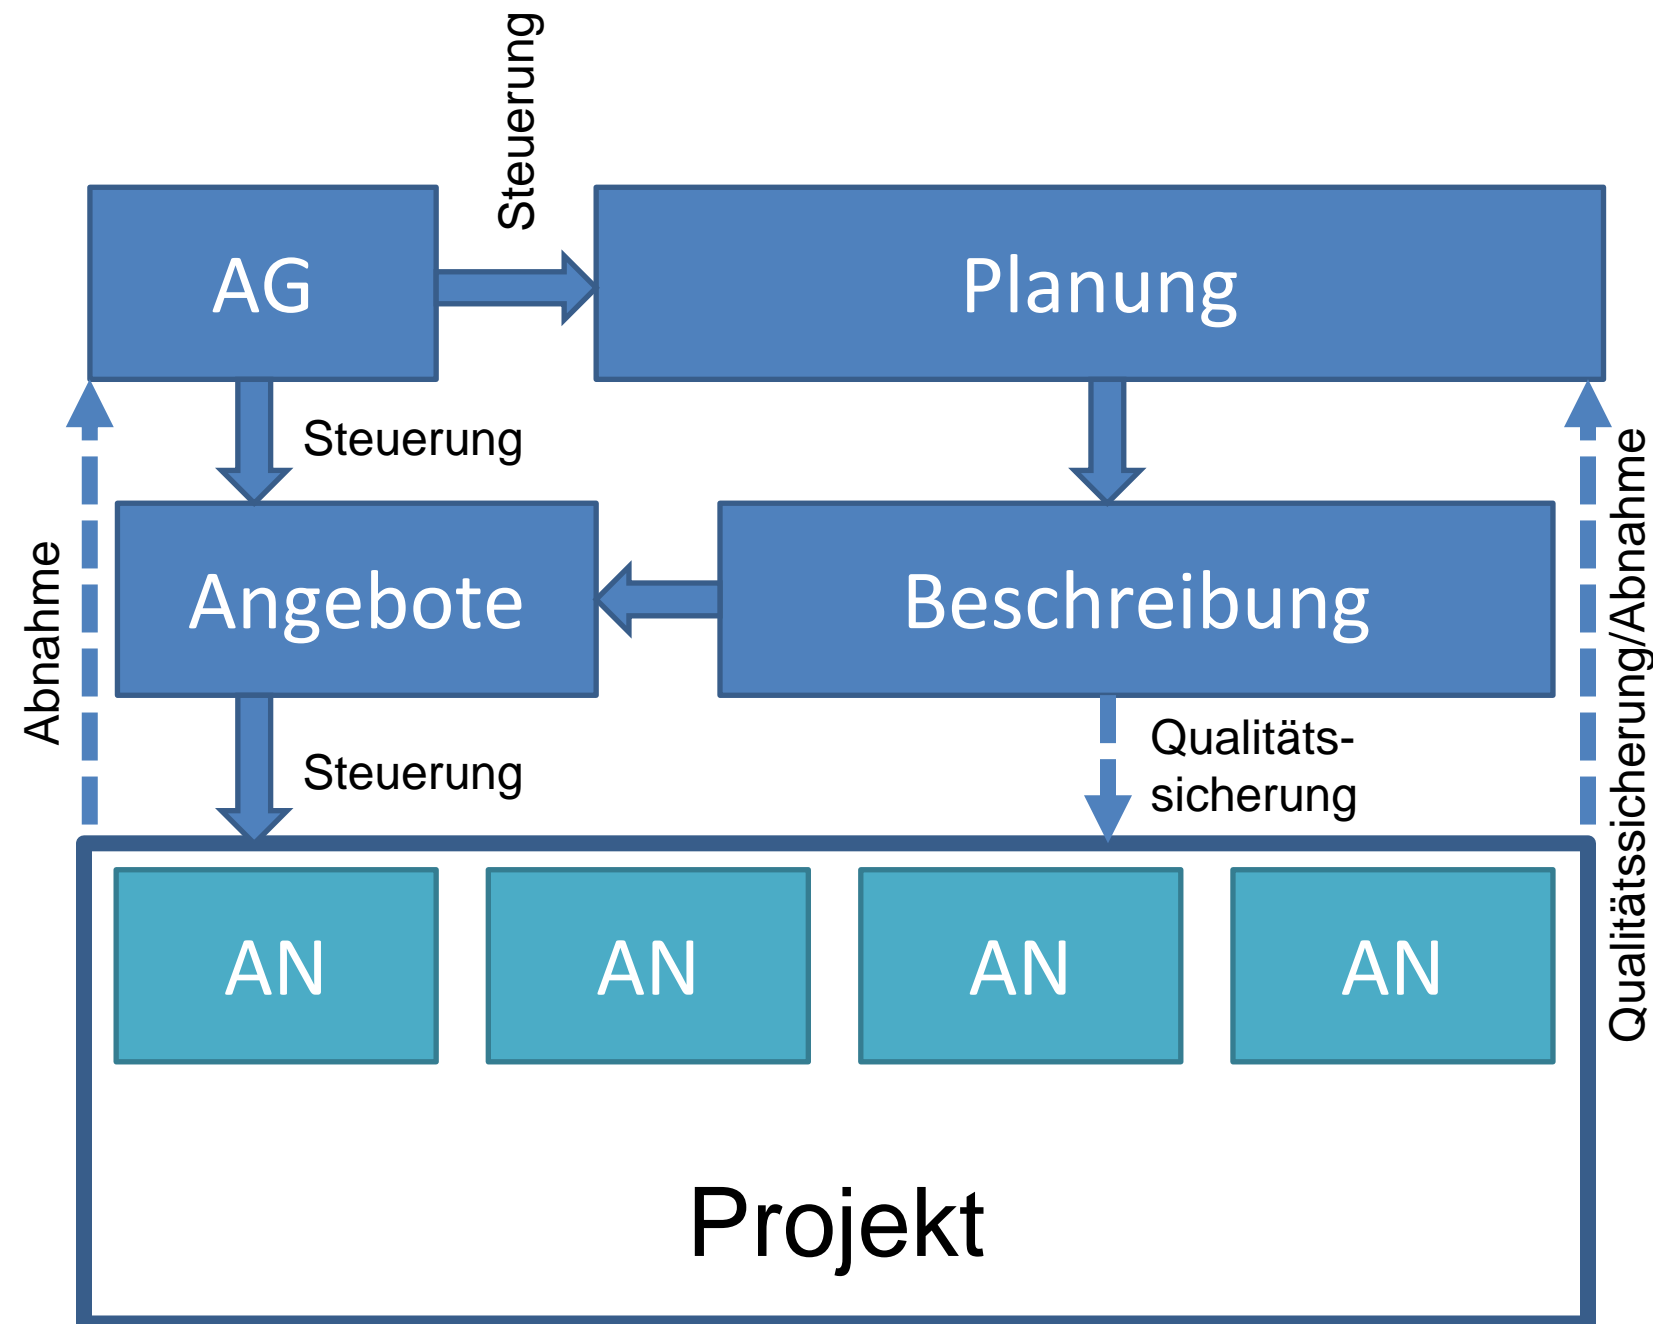 Steuerung
AG
Planung
Steuerung
Abnahme
Angebote
Beschreibung
Qualitätssicherung/Abnahme
Steuerung
Qualitäts-
sicherung
AN
AN
AN
AN
Projekt